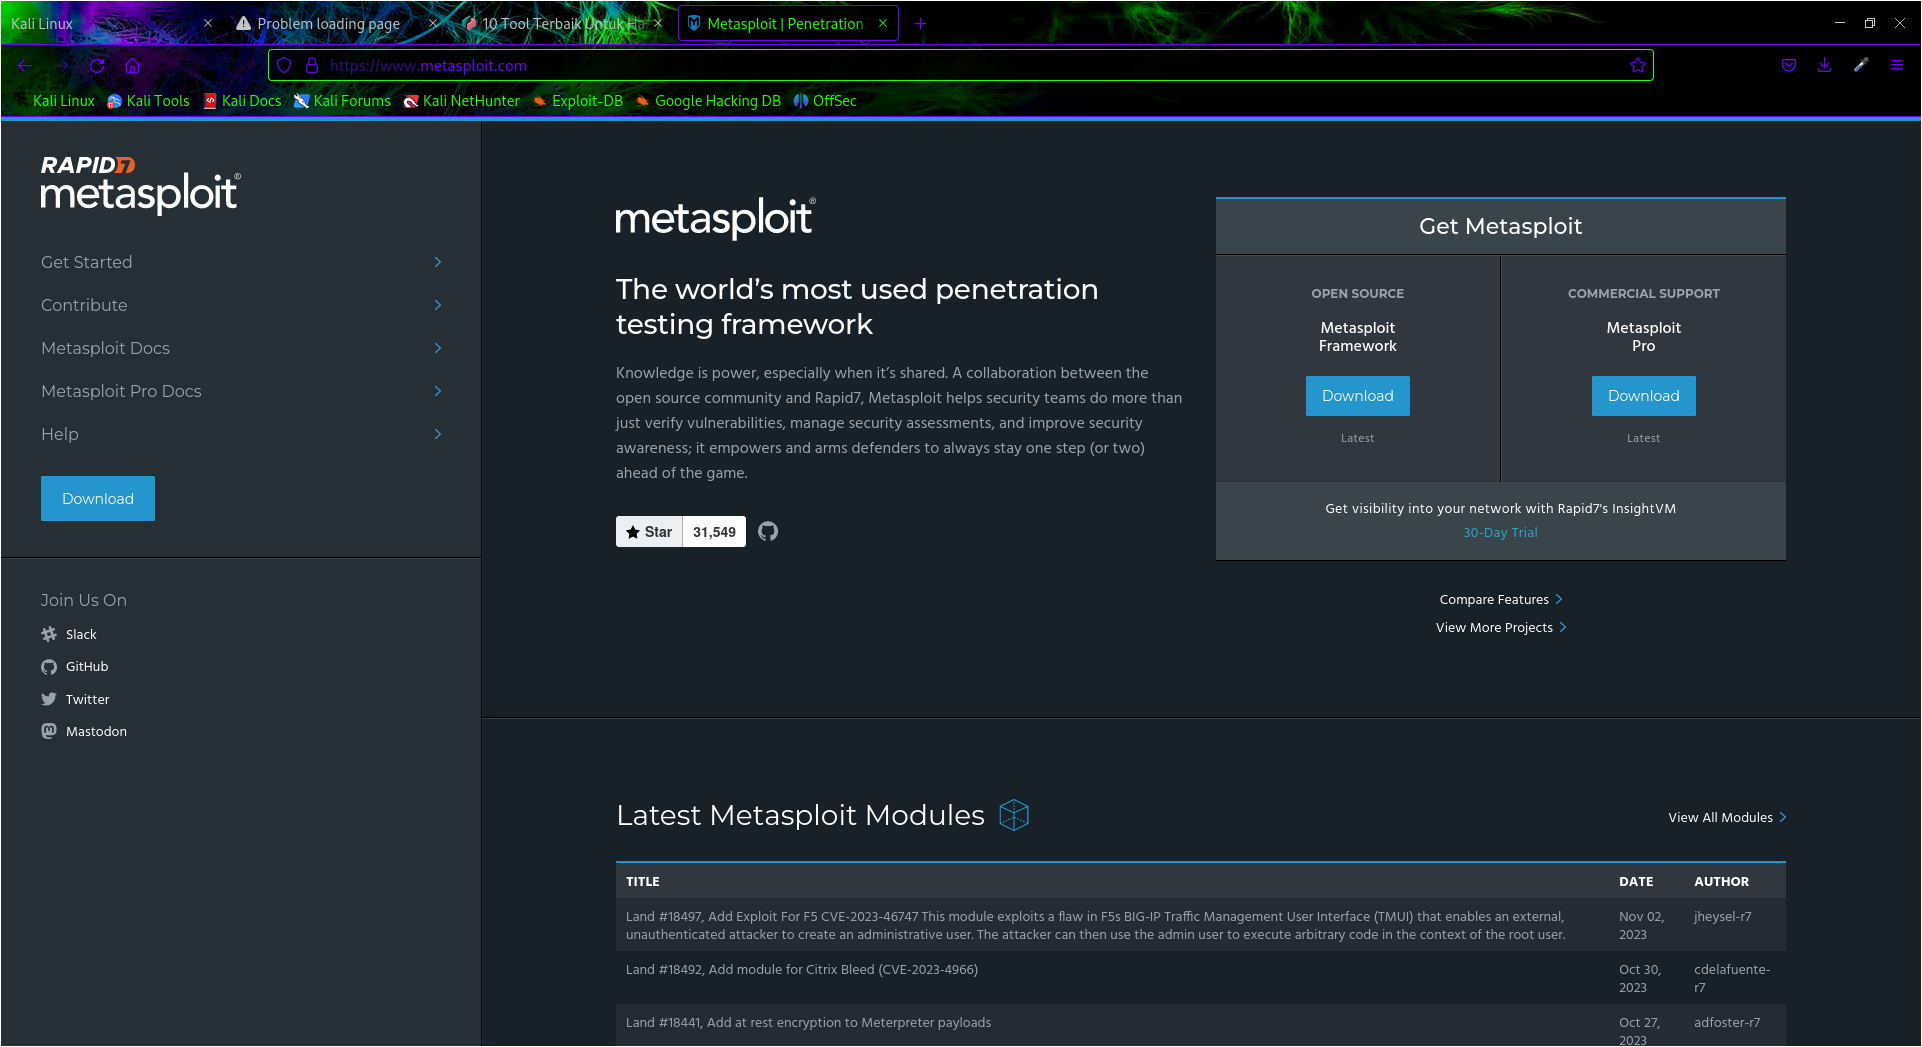 Kali Linux
Problem loading page
10 Tool Terbaik Untuk Ha
Metasploit | Penetration
https://www.metasploit.com
Kali Linux
Kali Tools
Kali Docs
Kali Forums
Kali NetHunter
Exploit-DB
Google Hacking DB
OffSec
RAPID7
metasploit®
Get Started
Contribute
Metasploit Docs
Metasploit Pro Docs
Help
Download
Join Us On
Slack
GitHub
Twitter
Mastodon
metasploit®
The world’s most used penetration
testing framework
Knowledge is power, especially when it’s shared. A collaboration between the
open source community and Rapid7, Metasploit helps security teams do more than
just verify vulnerabilities, manage security assessments, and improve security
awareness; it empowers and arms defenders to always stay one step (or two)
ahead of the game.
Star
31,549
Get Metasploit
OPEN SOURCE
Metasploit
Framework
Download
Latest
COMMERCIAL SUPPORT
Metasploit
Pro
Download
Latest
Get visibility into your network with Rapid7's InsightVM
30-Day Trial
Compare Features
View More Projects
Latest Metasploit Modules
View All Modules
TITLE
DATE
AUTHOR
Land #18497, Add Exploit For F5 CVE-2023-46747 This module exploits a flaw in F5s BIG-IP Traffic Management User Interface (TMUI) that enables an external,
unauthenticated attacker to create an administrative user. The attacker can then use the admin user to execute arbitrary code in the context of the root user.
Nov 02,
2023
jheysel-r7
Land #18492, Add module for Citrix Bleed (CVE-2023-4966)
Oct 30,
2023
cdelafuente-
r7
Land #18441, Add at rest encryption to Meterpreter payloads
Oct 27,
2023
adfoster-r7